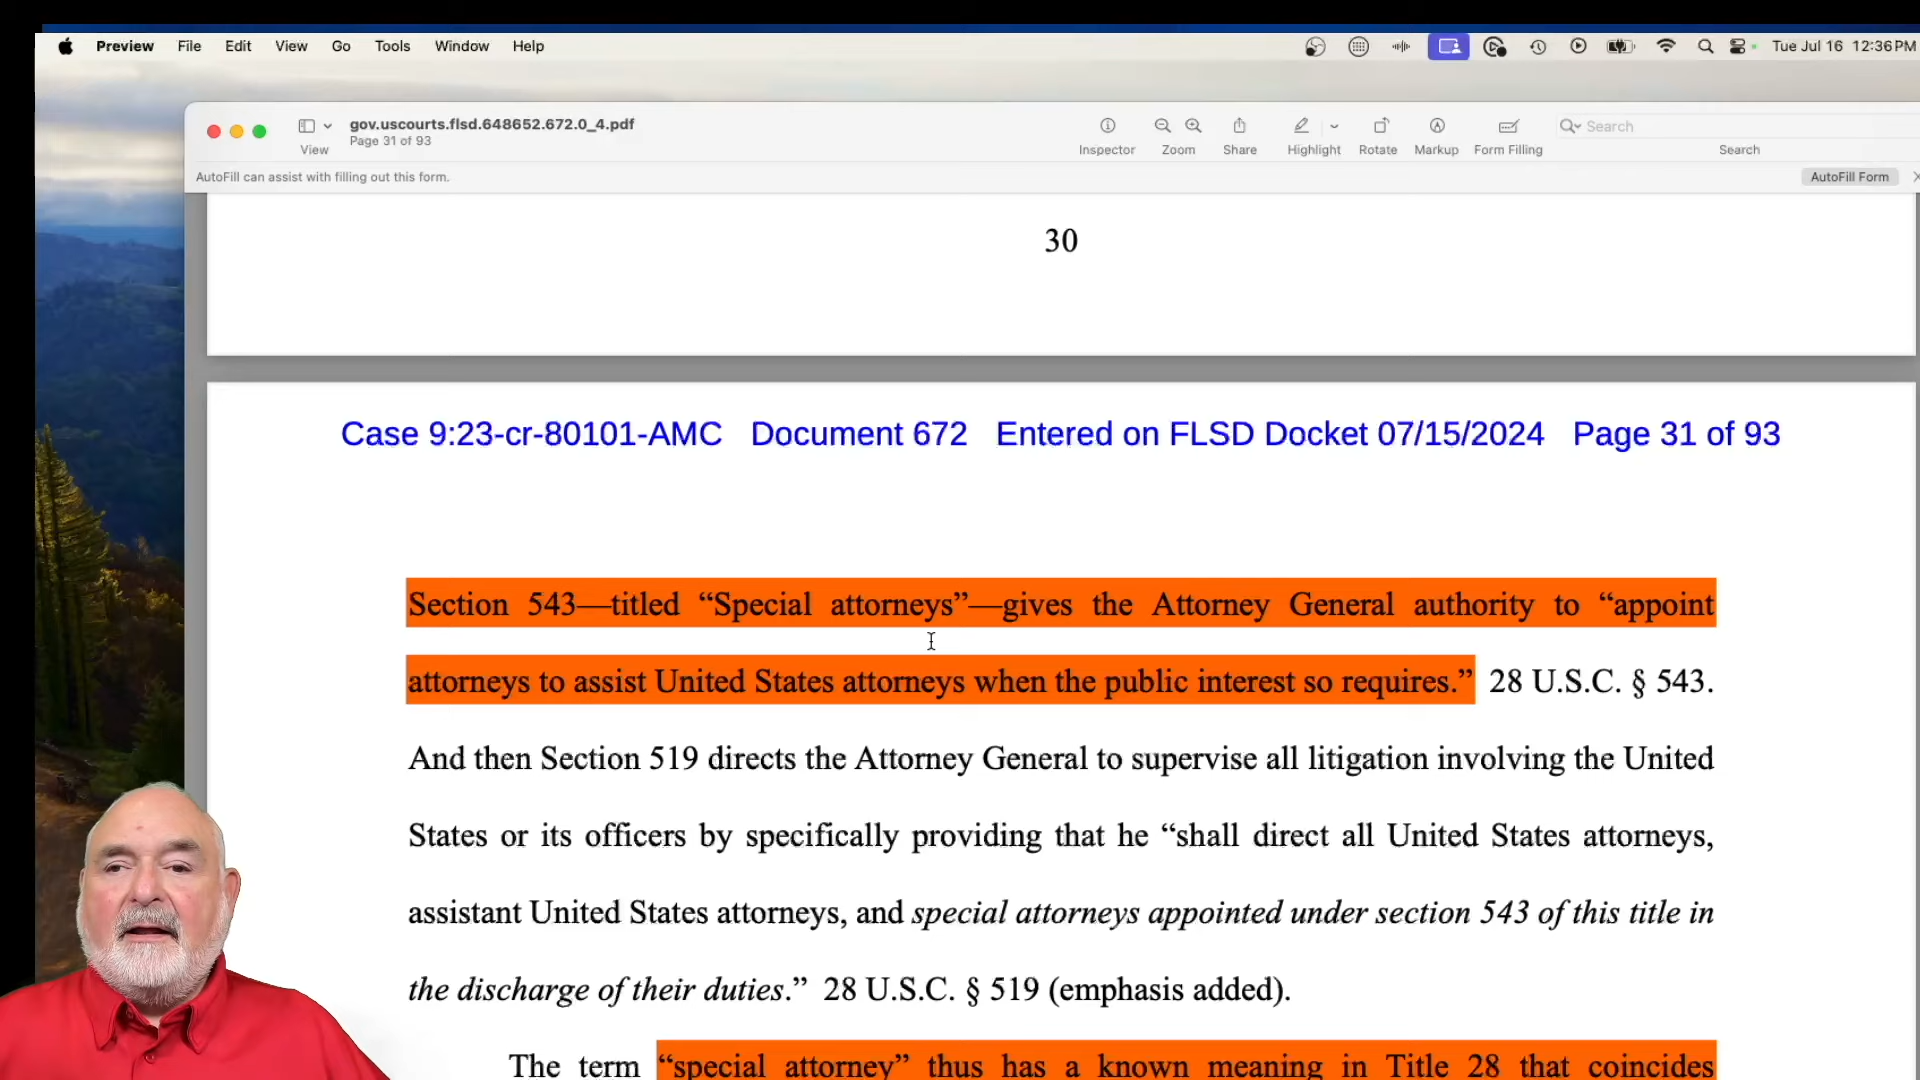 Preview File Edit View Go Tools Window Help Tue Jul 16 12:36 PM
gov.uscourts.flsd.648652.672.0_4.pdf
Page 31 of 93
View Inspector Zoom Share Highlight Rotate Markup Form Filling Search
Search
AutoFill can assist with filling out this form. AutoFill Form
30
Case 9:23-cr-80101-AMC Document 672 Entered on FLSD Docket 07/15/2024 Page 31 of 93
Section 543—titled “Special attorneys”—gives the Attorney General authority to “appoint
attorneys to assist United States attorneys when the public interest so requires.” 28 U.S.C. § 543.
And then Section 519 directs the Attorney General to supervise all litigation involving the United
States or its officers by specifically providing that he “shall direct all United States attorneys,
assistant United States attorneys, and special attorneys appointed under section 543 of this title in
the discharge of their duties.” 28 U.S.C. § 519 (emphasis added).
The term “special attorney” thus has a known meaning in Title 28 that coincides